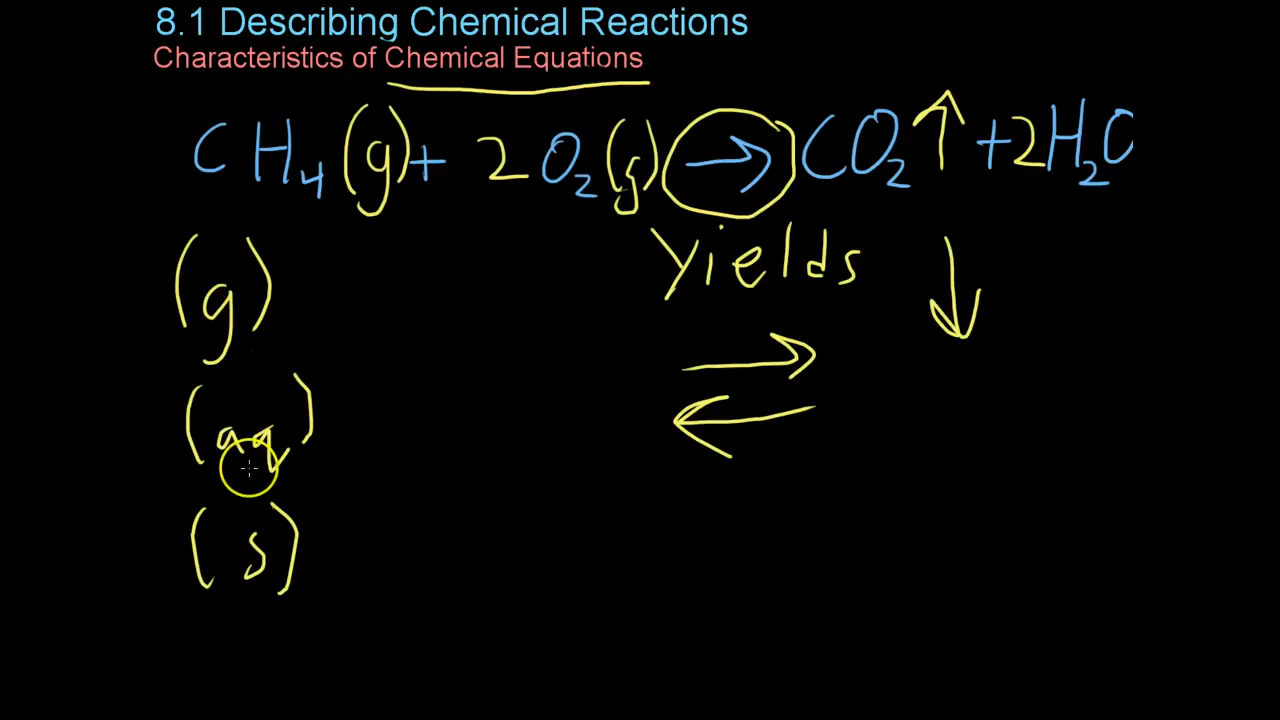 8.1 Describing Chemical Reactions
Characteristics of Chemical Equations
CH₄(g) + 2O₂(g) → CO₂↑ + 2H₂O
yields
(g)
↓
→
(aq)
←
(s)